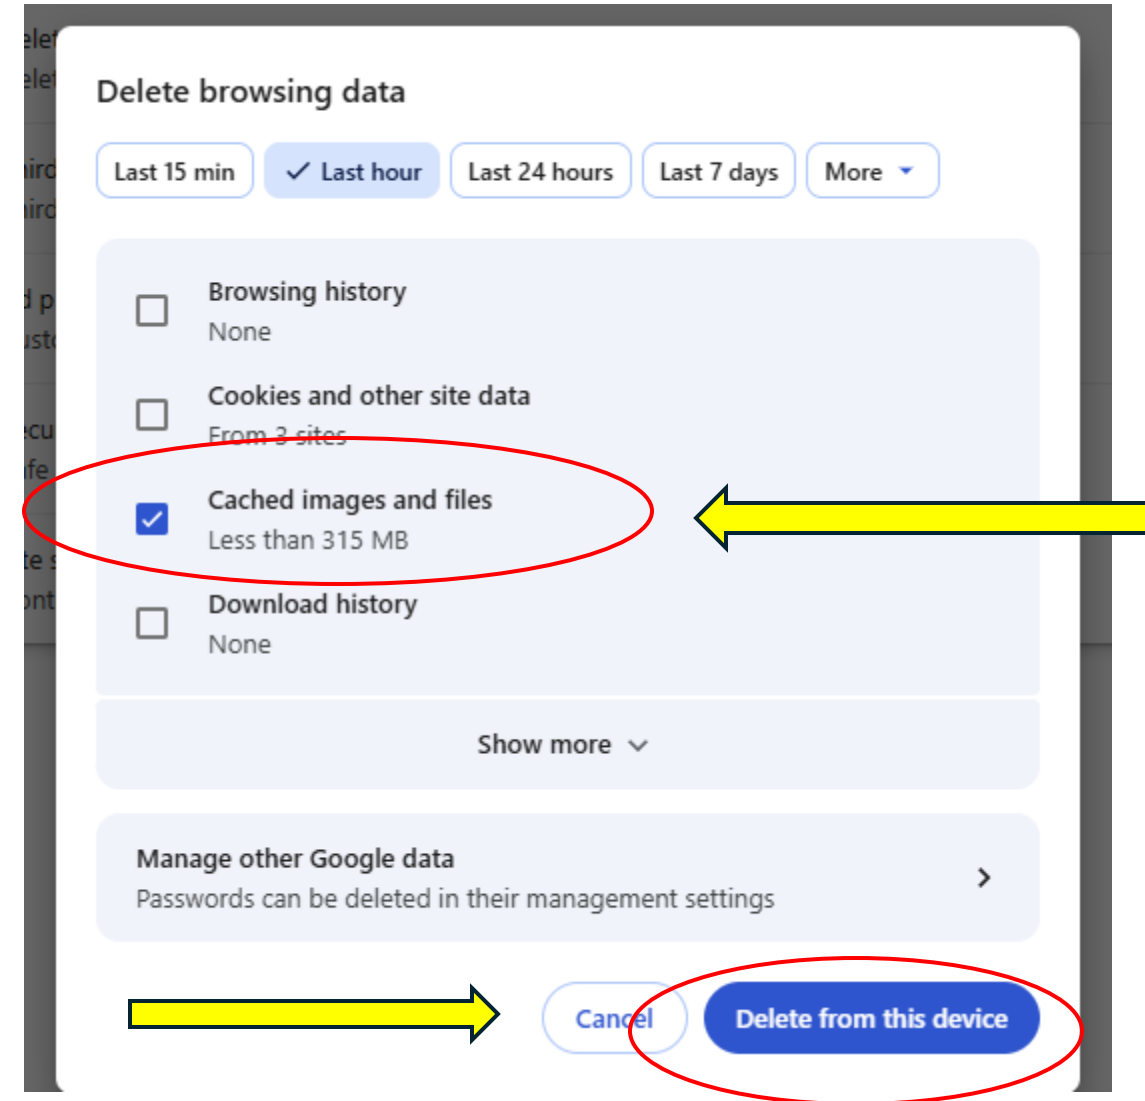 Delete browsing data
Last 15 min
Last hour
Last 24 hours
Last 7 days
More
Browsing history
None
Cookies and other site data
From 3 sites
Cached images and files
Less than 315 MB
Download history
None
Show more
Manage other Google data
Passwords can be deleted in their management settings
Cancel
Delete from this device